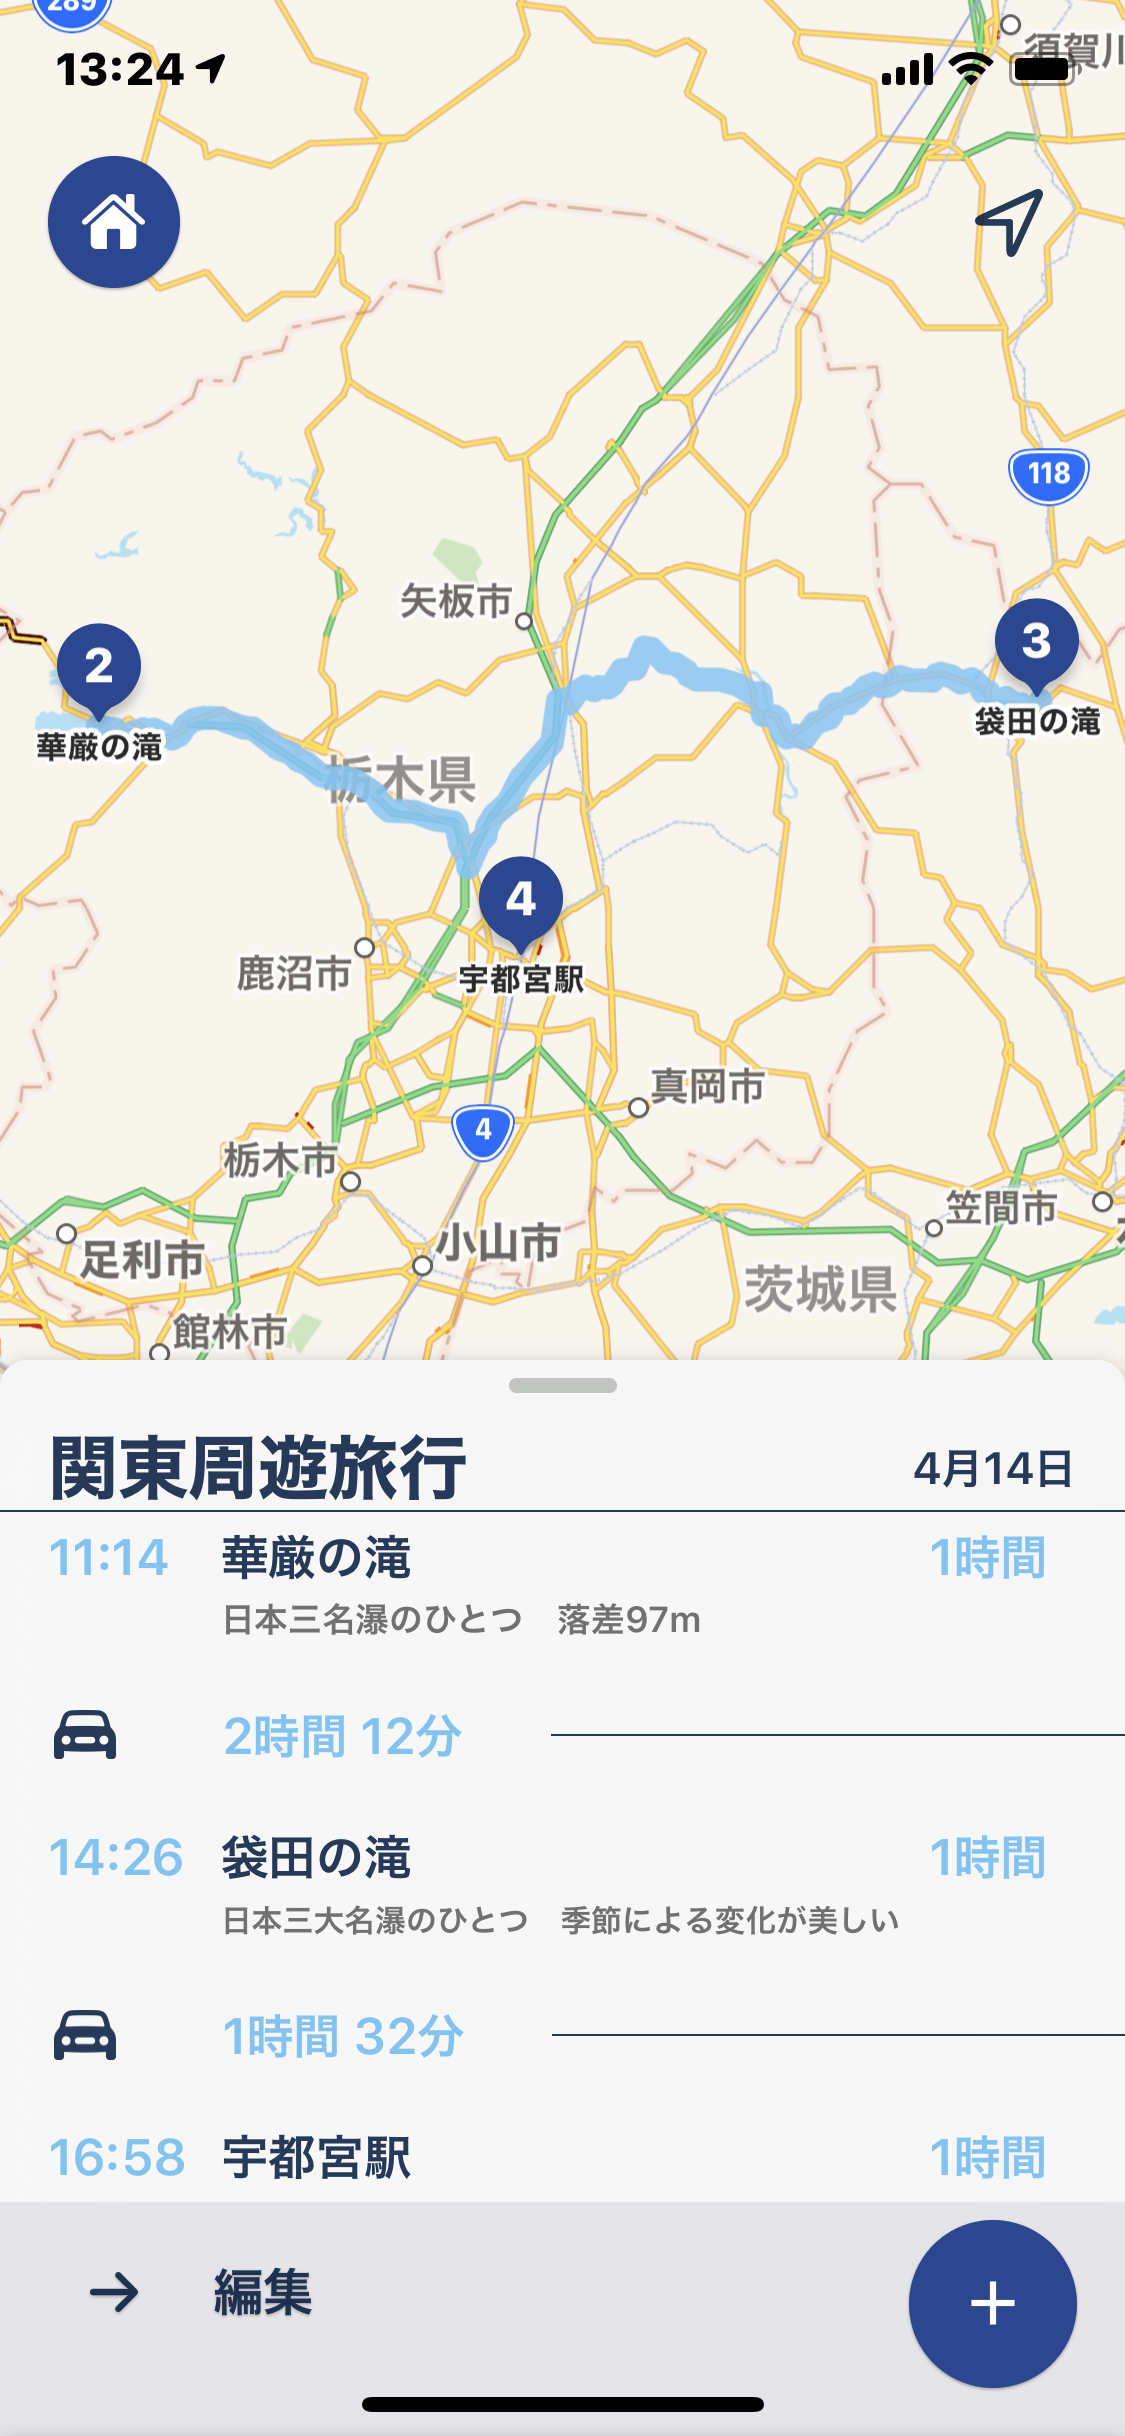 289
13:24
須賀川
118
矢板市
2
3
華厳の滝
袋田の滝
栃木県
4
鹿沼市
宇都宮駅
真岡市
4
栃木市
笠間市
小山市
足利市
茨城県
館林市
関東周遊旅行 4月14日
11:14 華厳の滝 1時間
日本三名瀑のひとつ 落差97m
2時間 12分
14:26 袋田の滝 1時間
日本三大名瀑のひとつ 季節による変化が美しい
1時間 32分
16:58 宇都宮駅 1時間
編集